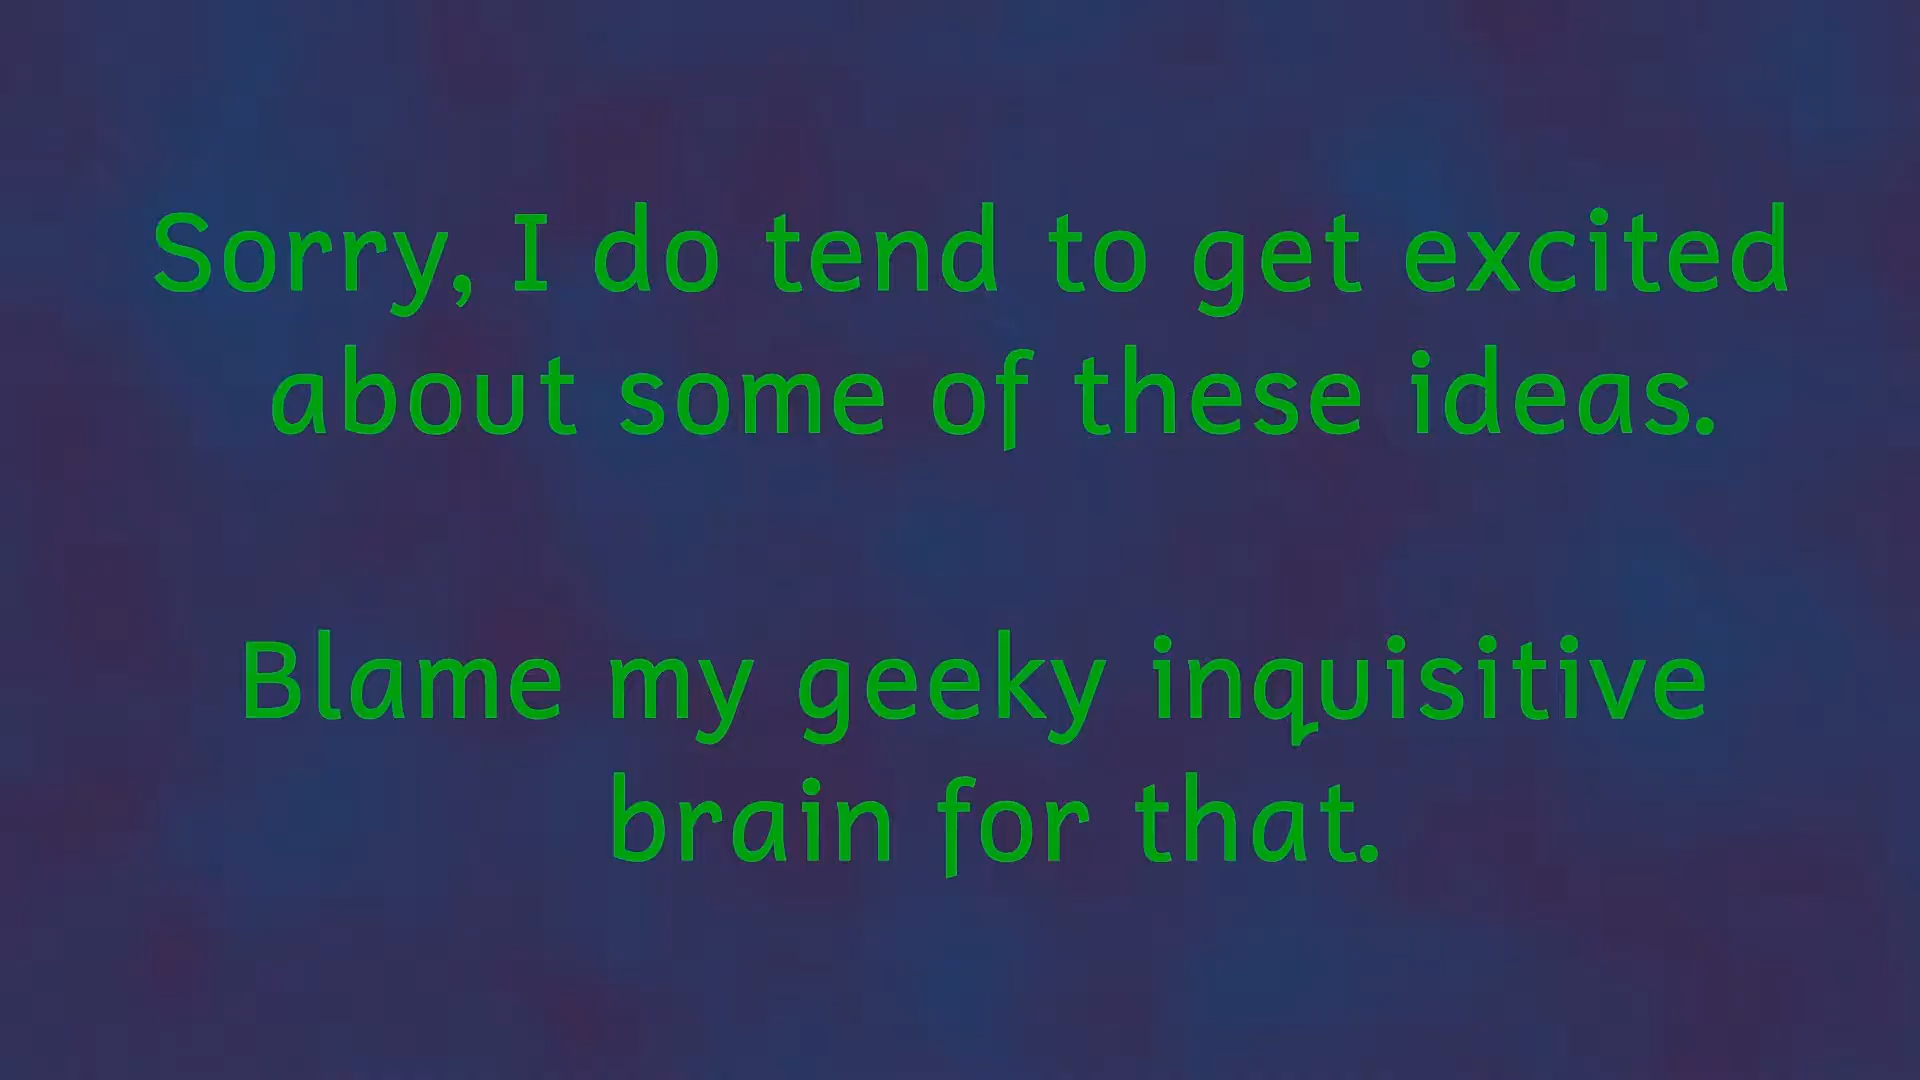 Sorry, I do tend to get excited
about some of these ideas.
Blame my geeky inquisitive
brain for that.